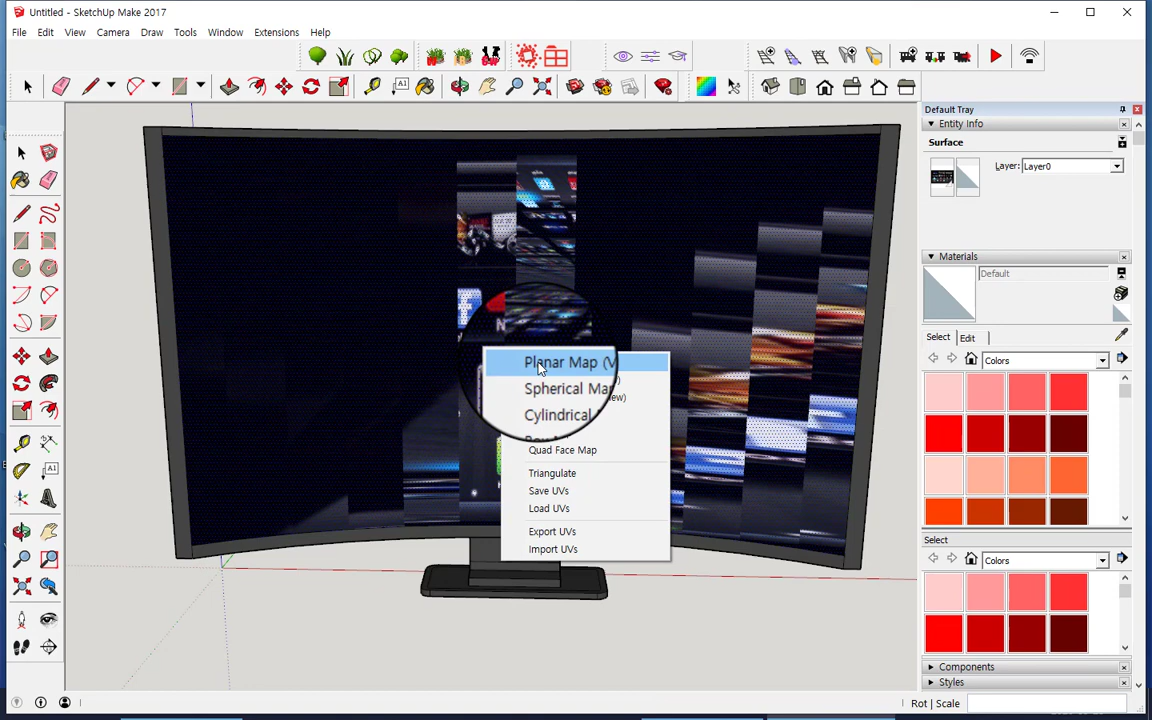 Untitled - SketchUp Make 2017
File Edit View Camera Draw Tools Window Extensions Help
Default Tray
Entity Info
Surface
Layer: Layer0
Materials
Default
Select Edit
Colors
Planar Map (V
Spherical Map
Cylindrical
Quad Face Map
Triangulate
Save UVs
Load UVs
Export UVs
Import UVs
Select
Colors
Components
Styles
Rot | Scale